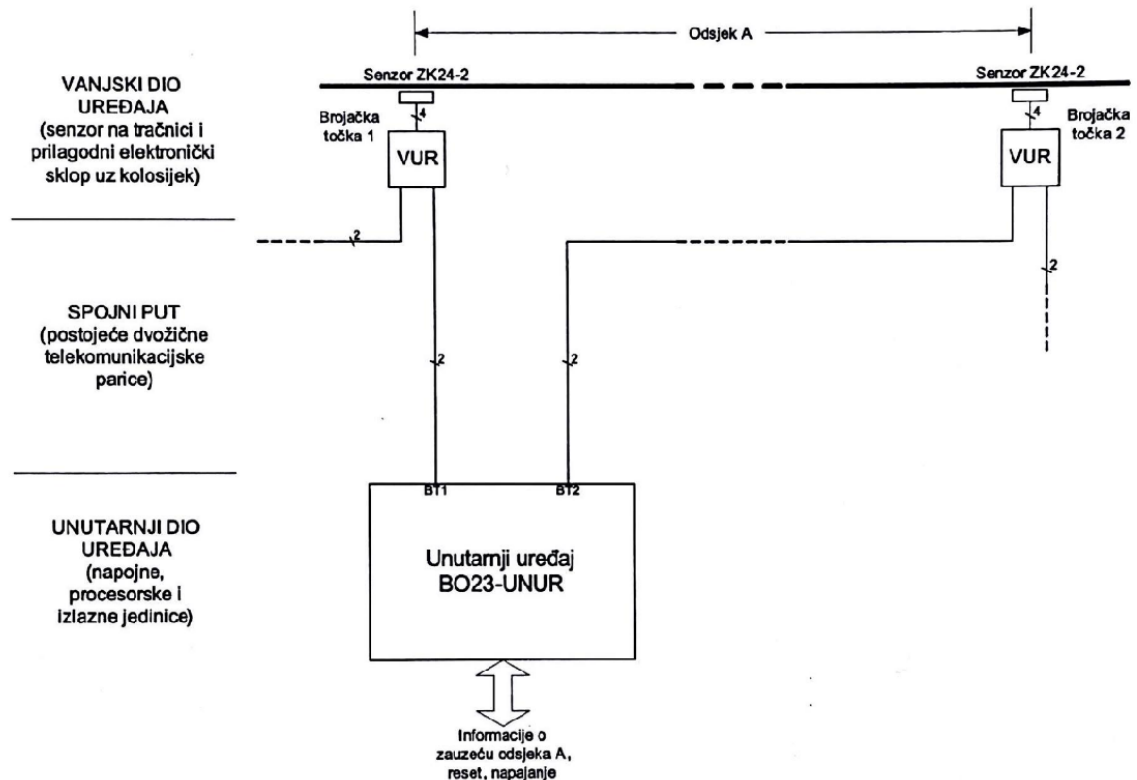 Odsjek A
VANJSKI DIO
UREĐAJA
(senzor na tračnici i
prilagodni elektronički
sklop uz kolosijek)
Senzor ZK24-2
Senzor ZK24-2
4
Brojačka
točka 1
VUR
4
Brojačka
točka 2
VUR
2
2
SPOJNI PUT
(postojeće dvožične
telekomunikacijske
parice)
2
2
BT1
BT2
UNUTARNJI DIO
UREĐAJA
(napojne,
procesorske i
izlazne jedinice)
Unutarnji uređaj
BO23-UNUR
Informacije o
zauzeću odsjeka A,
reset, napajanje